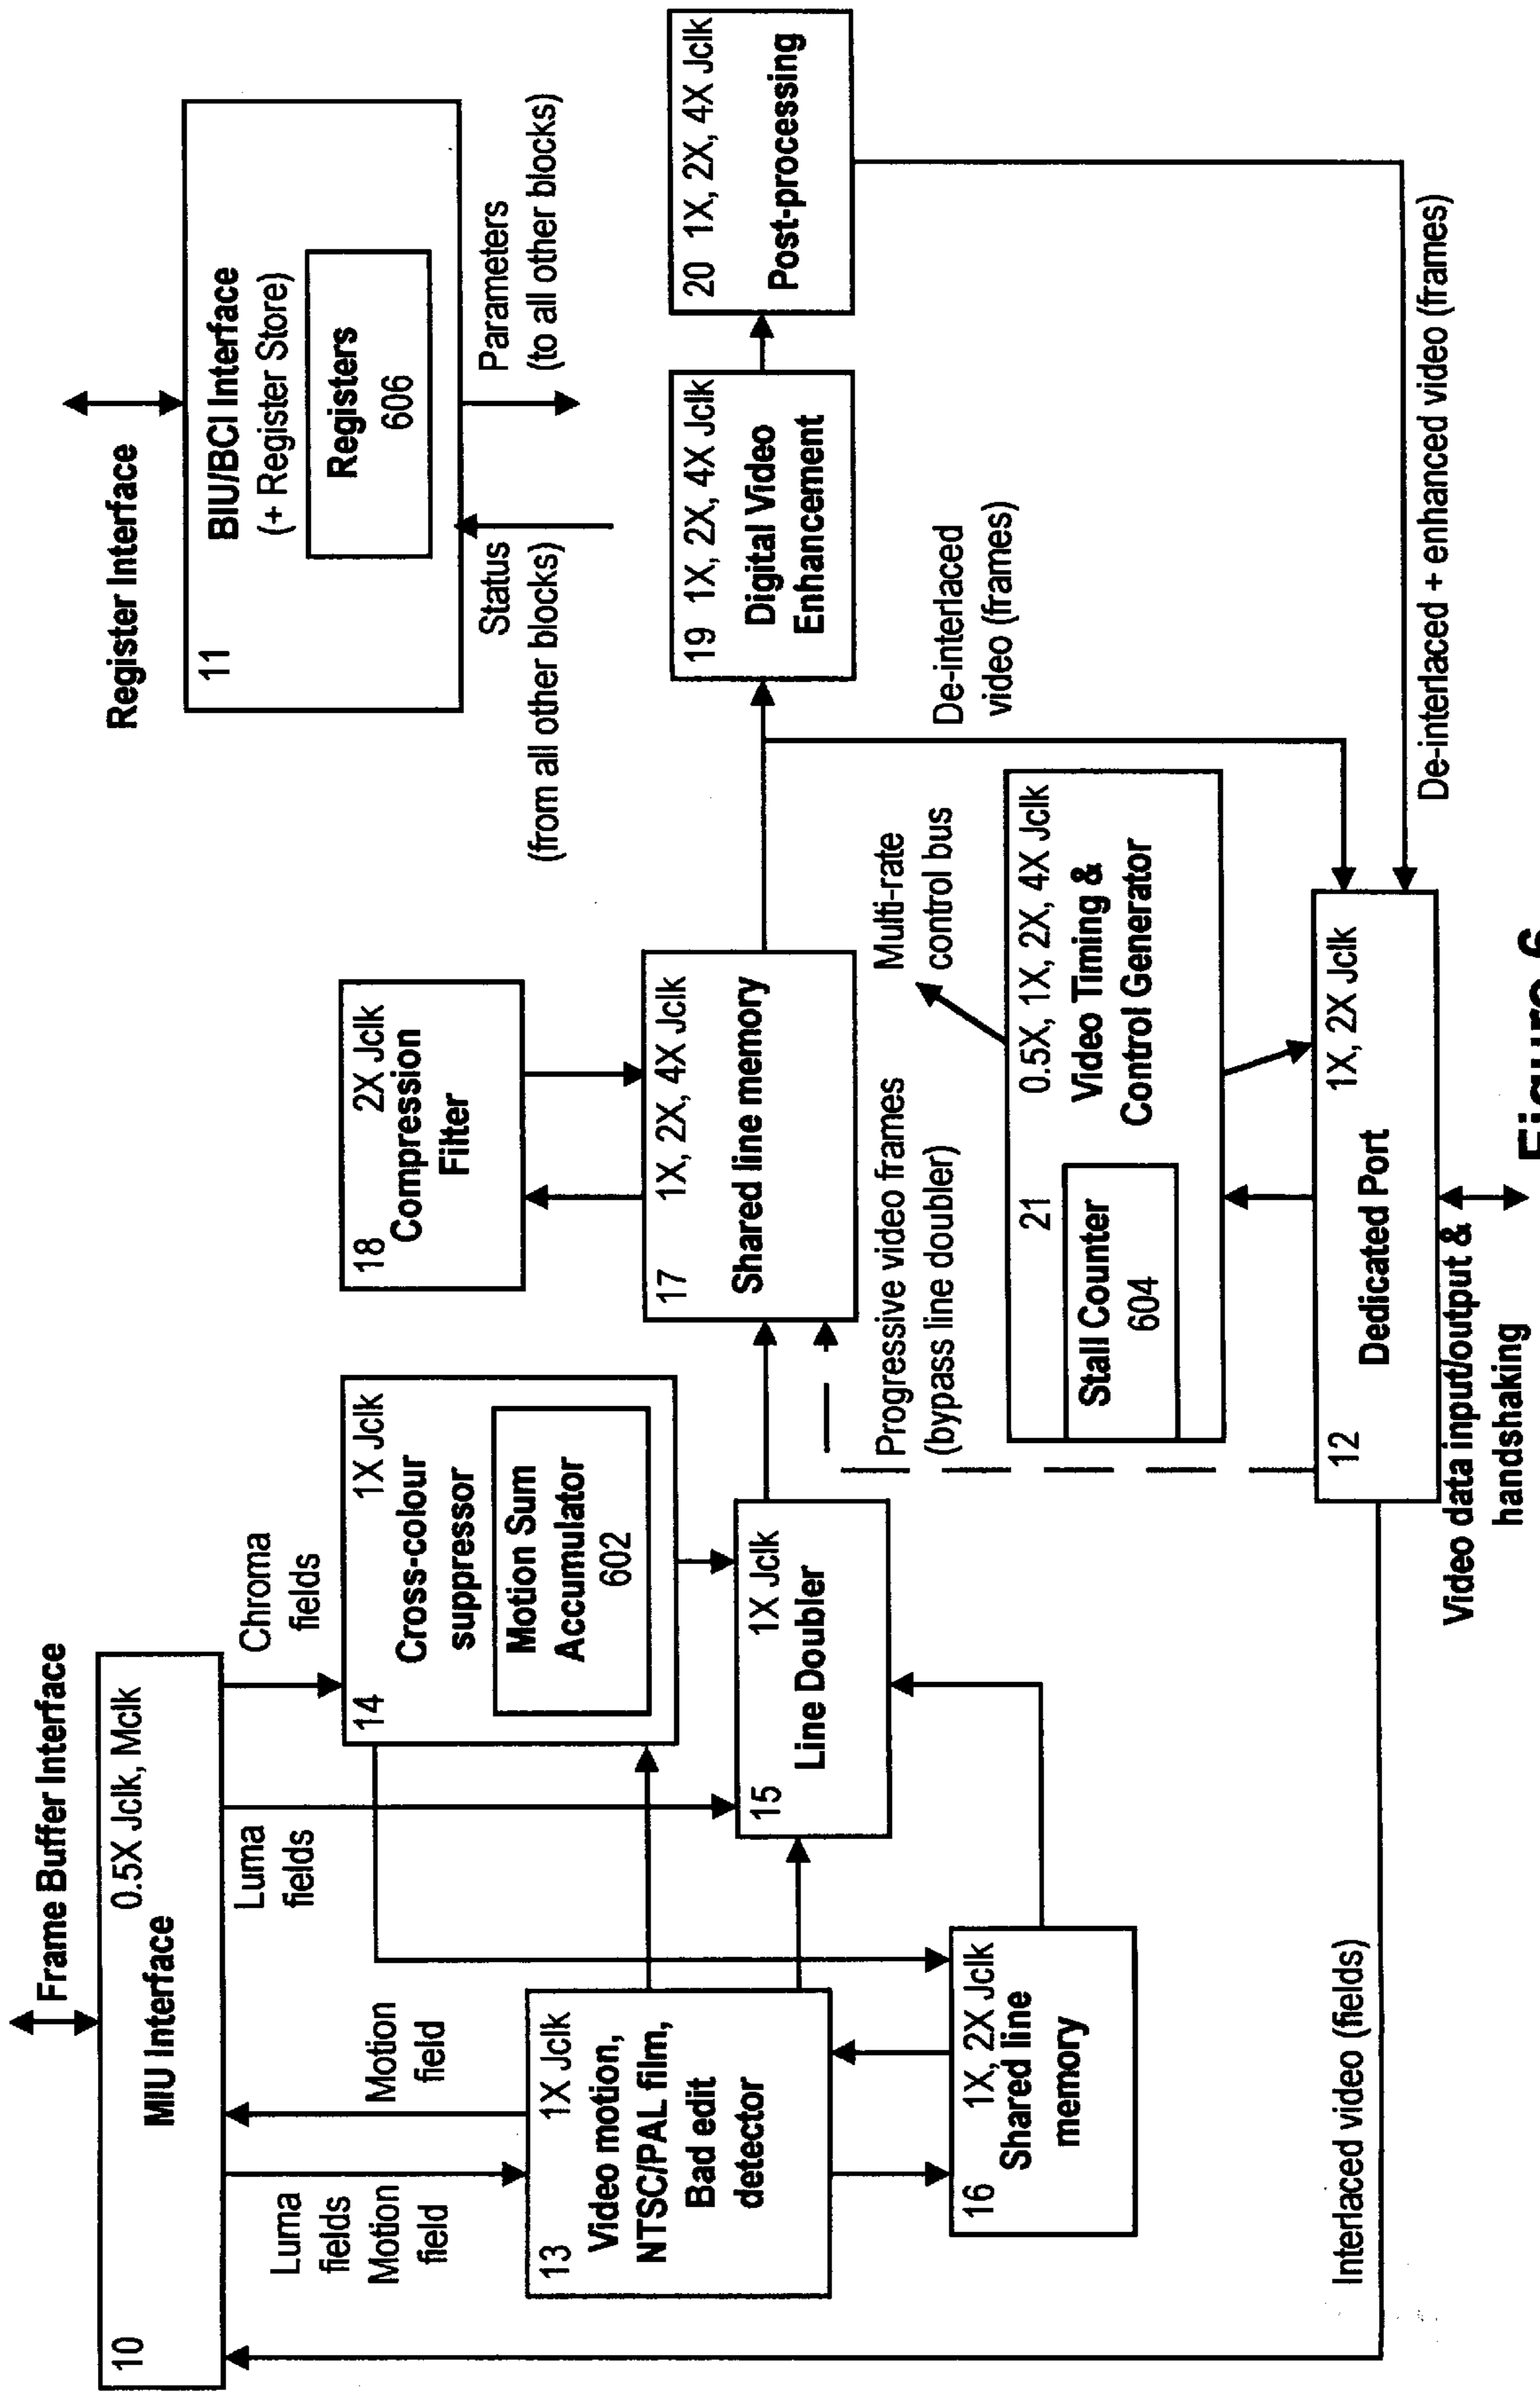 Frame Buffer Interface
10
0.5X Jclk, Mclk
MIU Interface
Luma
fields
Motion
field
Motion
field
Luma
fields
Chroma
fields
13
1X Jclk
Video motion,
NTSC/PAL film,
Bad edit
detector
14
1X Jclk
Cross-colour
suppressor
Motion Sum
Accumulator
602
15
1X Jclk
Line Doubler
16
1X, 2X Jclk
Shared line
memory
18
2X Jclk
Compression
Filter
17
1X, 2X, 4X Jclk
Shared line memory
Register Interface
11
BIU/BCI Interface
(+ Register Store)
Registers
606
Status
(from all other blocks)
Parameters
(to all other blocks)
19 1X, 2X, 4X Jclk
Digital Video
Enhancement
20 1X, 2X, 4X Jclk
Post-processing
Progressive video frames
(bypass line doubler)
Multi-rate
control bus
De-interlaced
video (frames)
21
0.5X, 1X, 2X, 4X Jclk
Video Timing &
Control Generator
Stall Counter
604
12
1X, 2X Jclk
Dedicated Port
Interlaced video (fields)
De-interlaced + enhanced video (frames)
Video data input/output &
handshaking
Figure 6